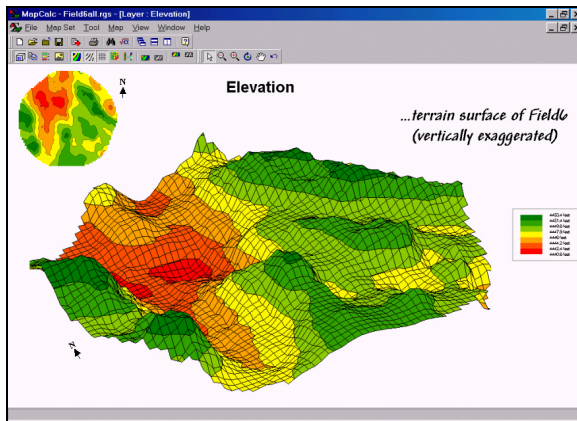 MapCalc - Field6all.rgs - [Layer : Elevation]
File Map Set Tool Map View Window Help
N
Elevation
...terrain surface of Field6
(vertically exaggerated)
N